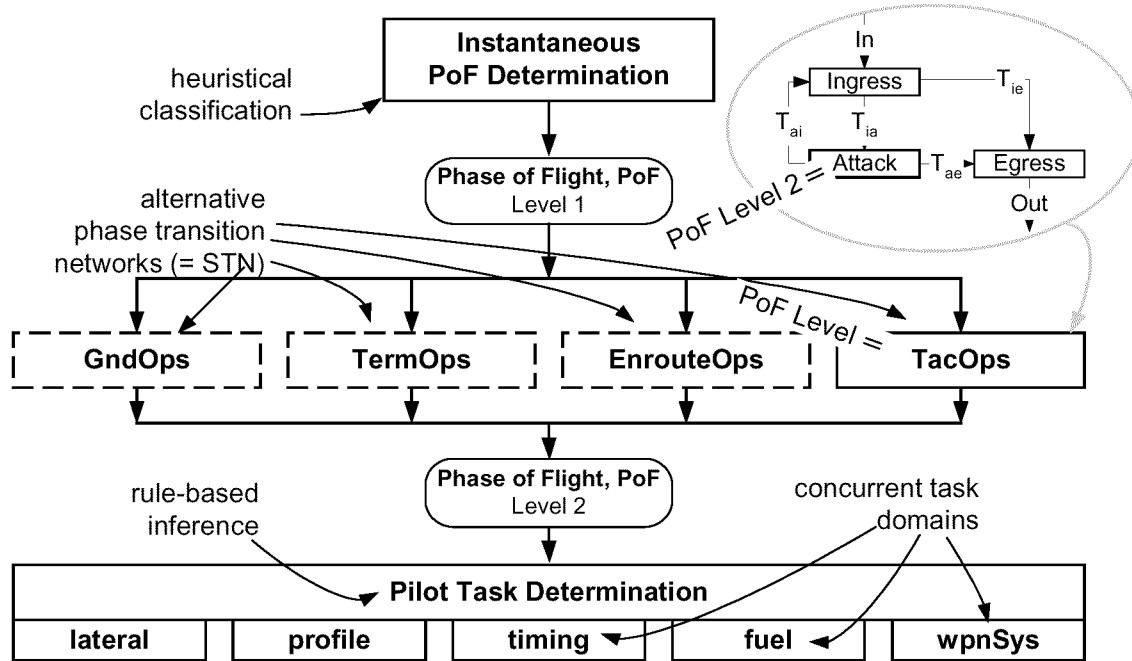 Instantaneous
PoF Determination
heuristical
classification
In
Ingress
T_ie
T_ai
T_ia
Attack
T_ae
Egress
Out
PoF Level 2 =
Phase of Flight, PoF
Level 1
alternative
phase transition
networks (= STN)
PoF Level =
GndOps
TermOps
EnrouteOps
TacOps
Phase of Flight, PoF
Level 2
rule-based
inference
concurrent task
domains
Pilot Task Determination
lateral
profile
timing
fuel
wpnSys